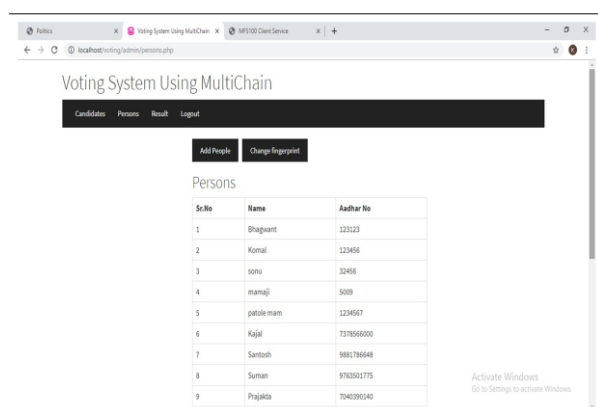 Politics Voting System Using MultiChain MFS100 Client Service
localhost/voting/admin/persons.php
Voting System Using MultiChain
Candidates Persons Result Logout
Add People Change fingerprint
Persons
Sr.No Name Aadhar No
1 Bhagwant 123123
2 Komal 123456
3 sonu 32456
4 mamaji 5009
5 patole mam 1234567
6 Kajal 7378566000
7 Santosh 9881786648
8 Suman 9763501775
9 Prajakta 7040390140
Activate Windows
Go to Settings to activate Windows.